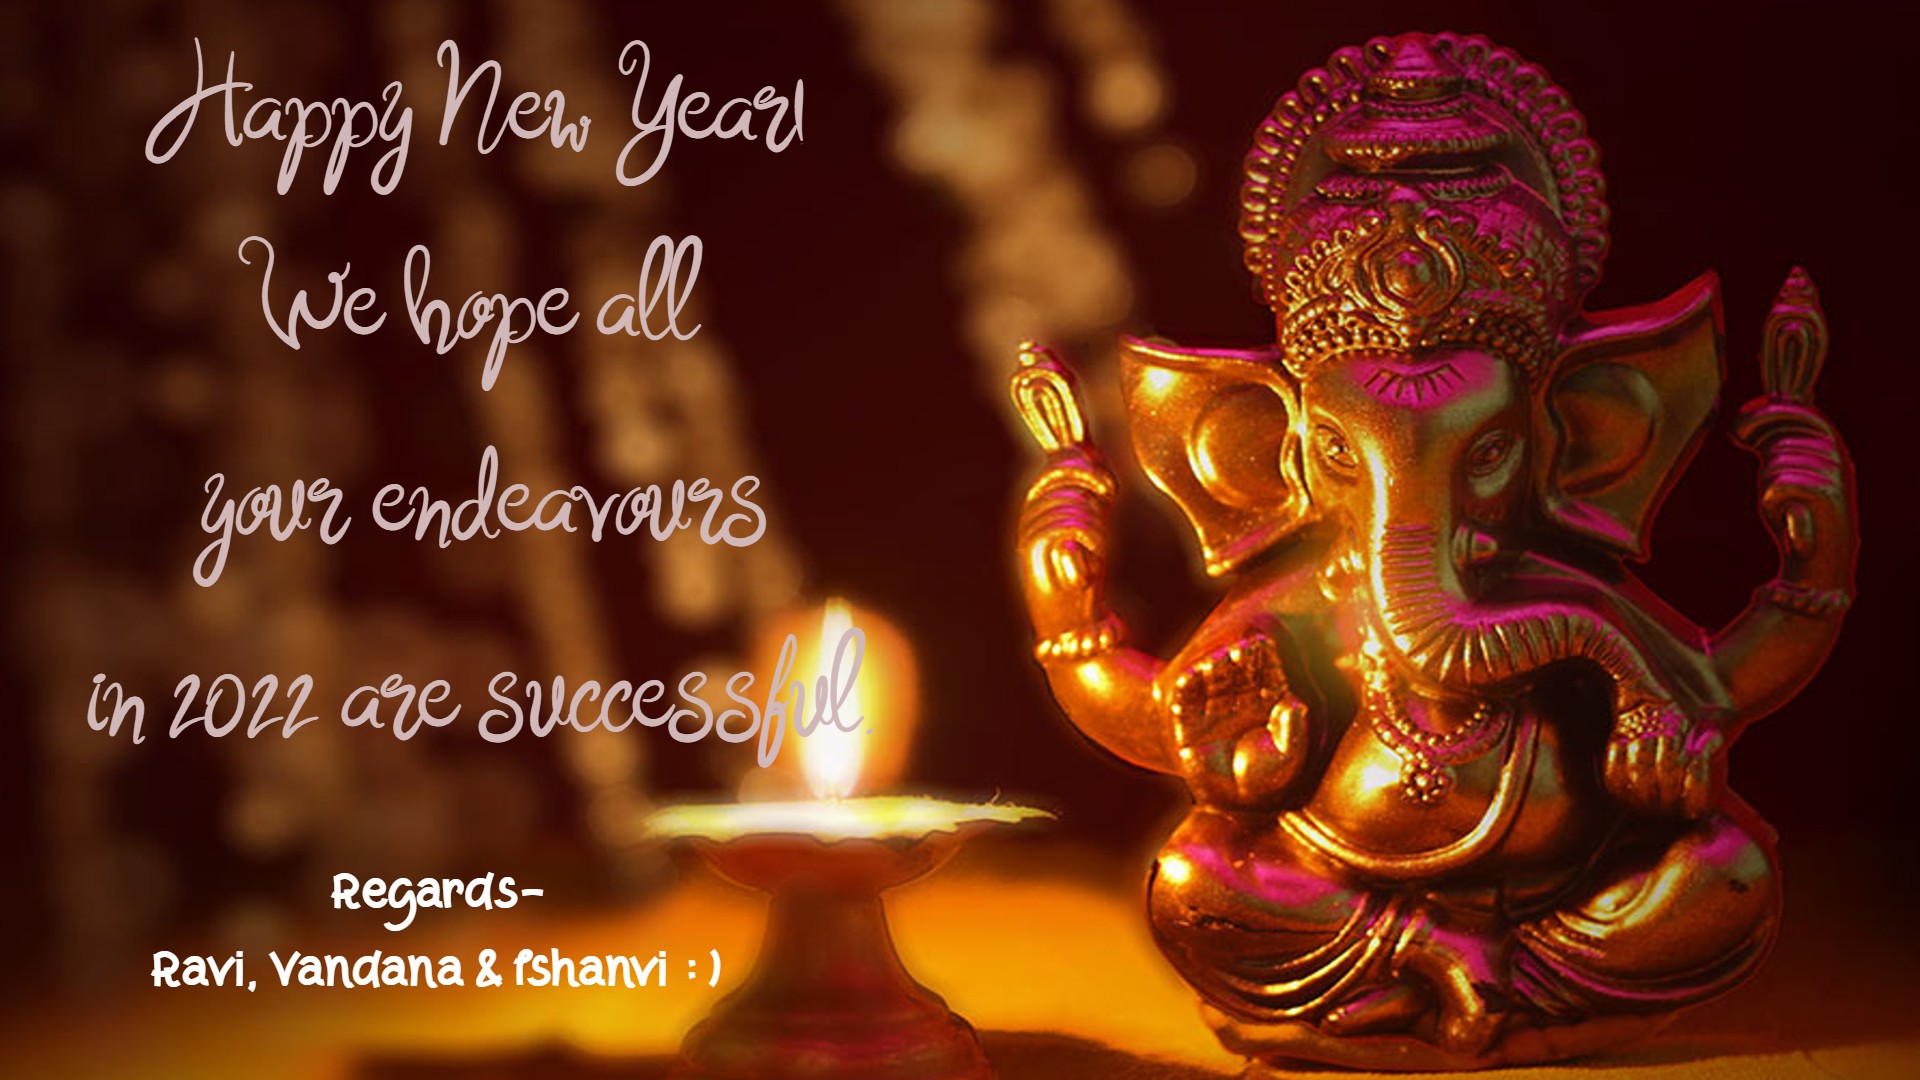 Happy New Year!
We hope all
your endeavours
in 2022 are successful.
Regards-
Ravi, Vandana & Ishanvi :)